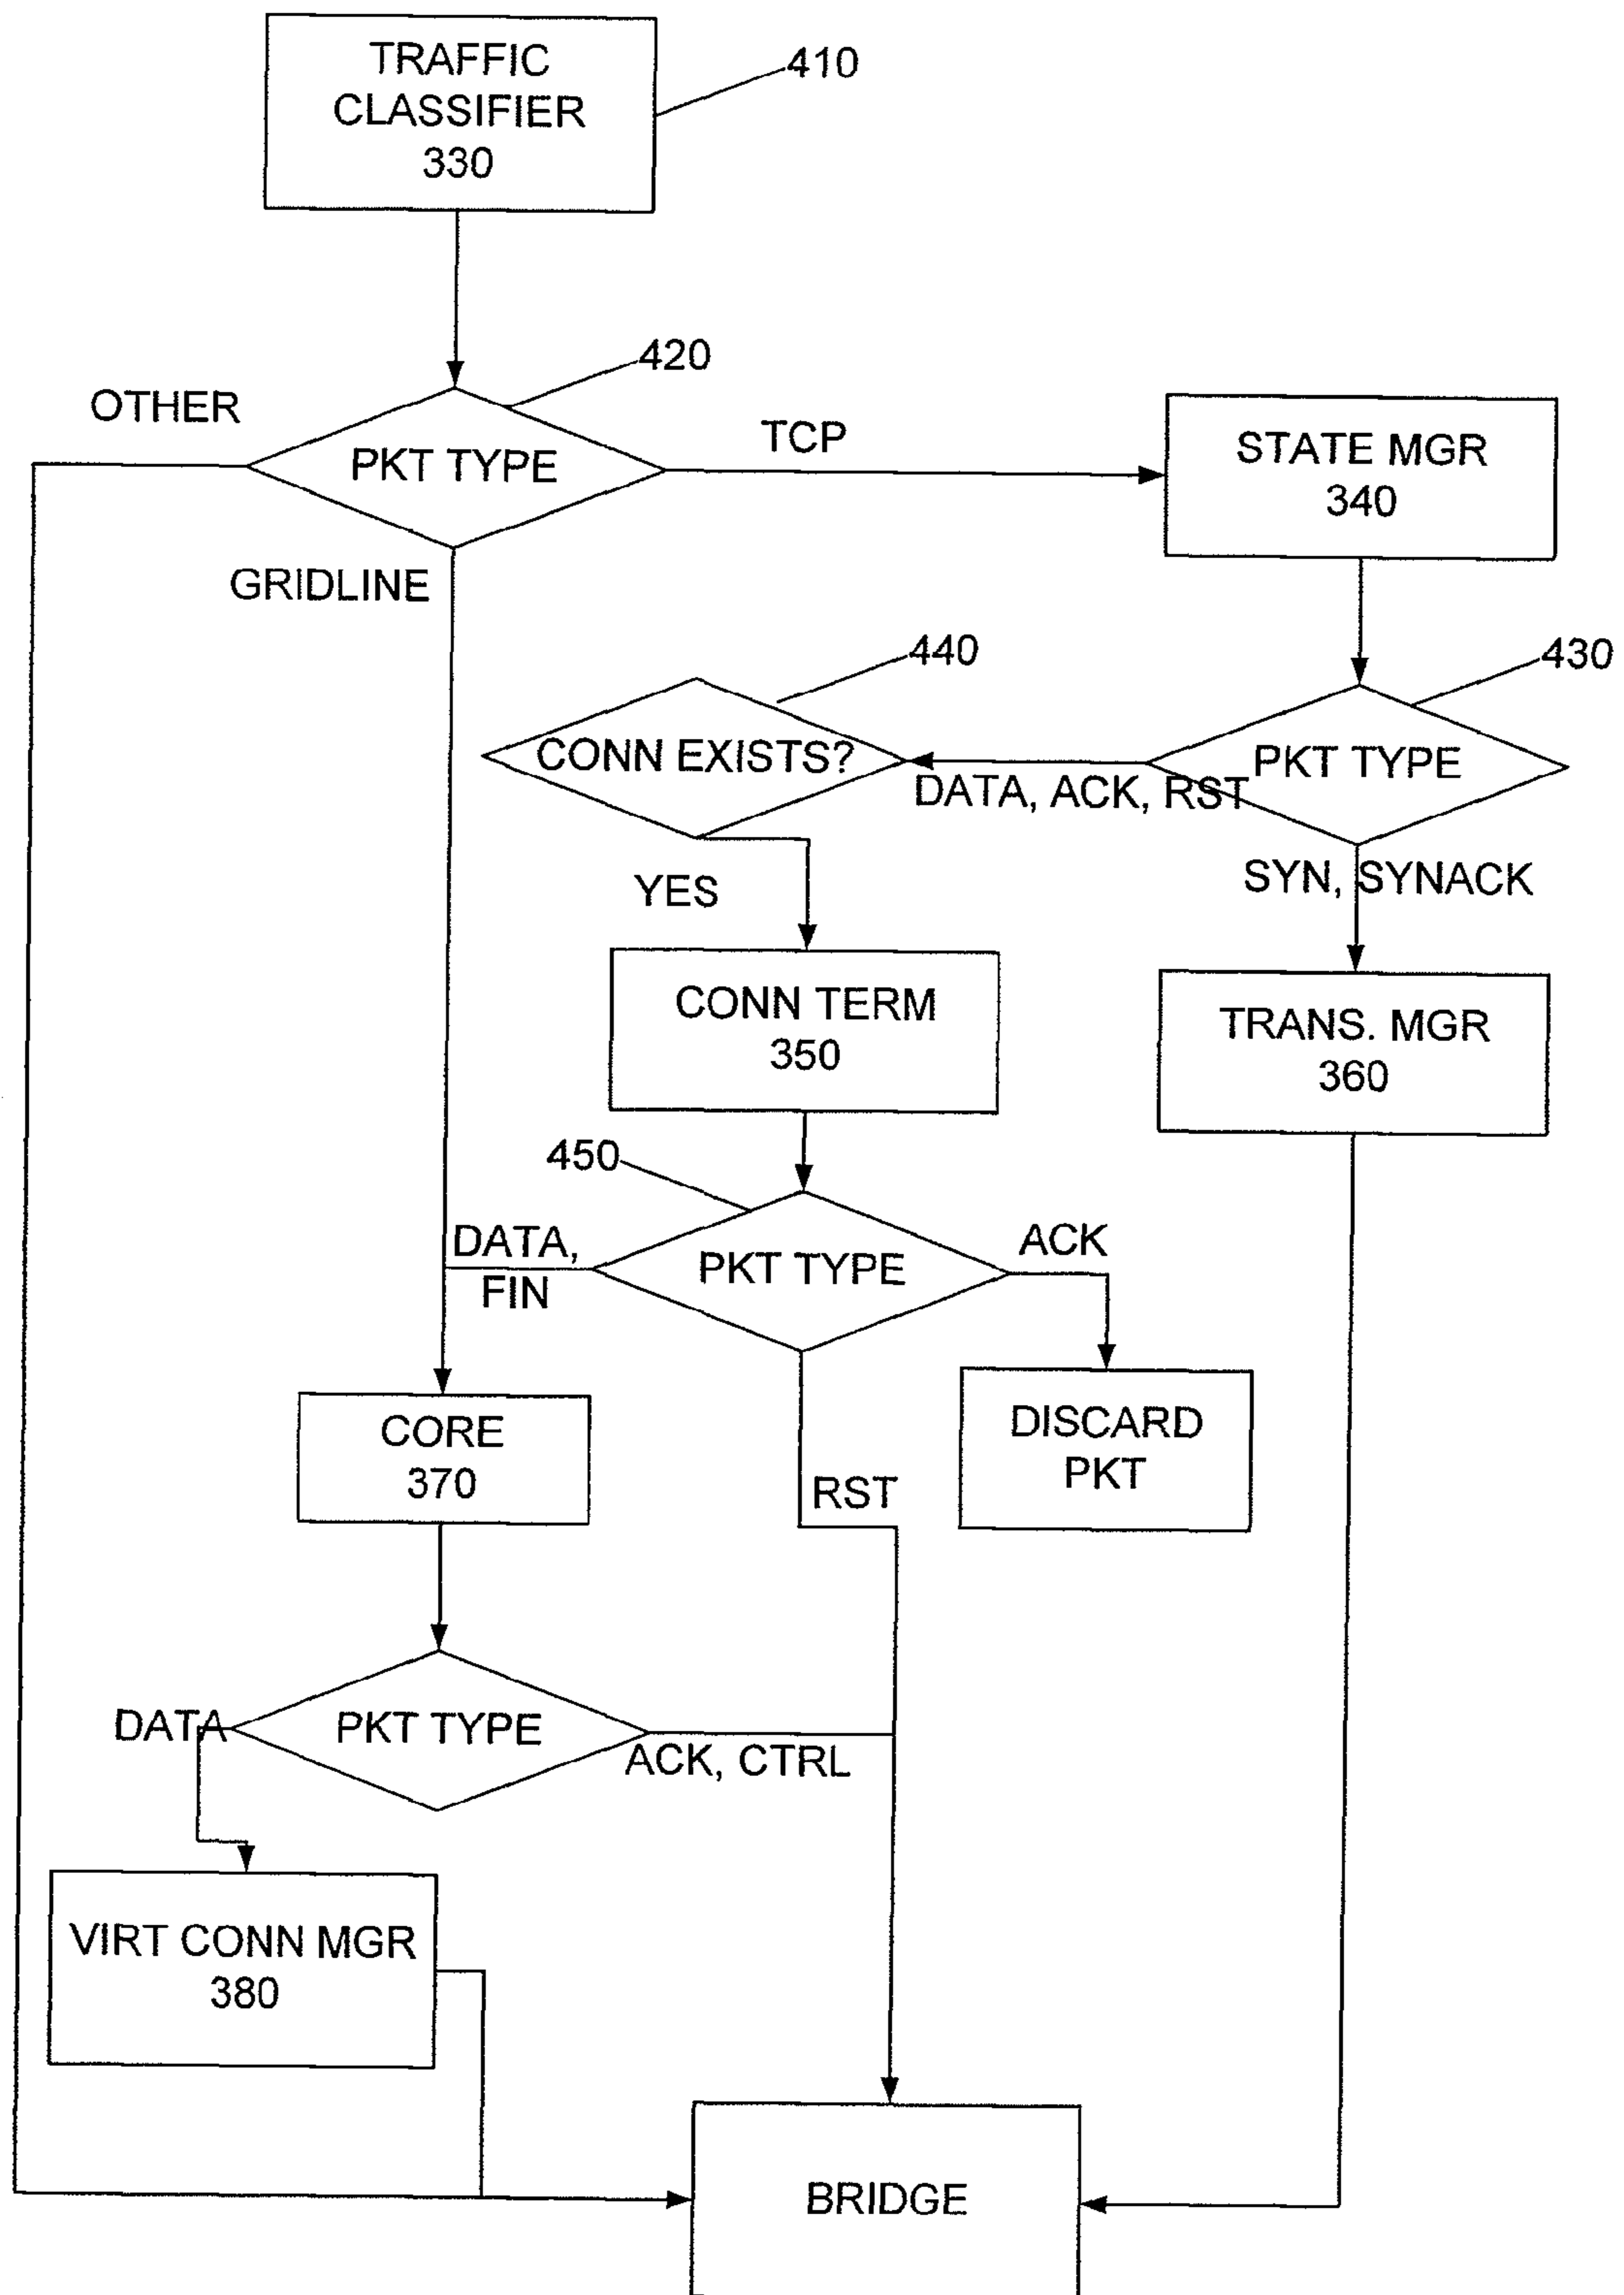 TRAFFIC
CLASSIFIER
330
410
420
OTHER
PKT TYPE
TCP
STATE MGR
340
GRIDLINE
440
430
CONN EXISTS?
DATA, ACK, RST
PKT TYPE
YES
SYN, SYNACK
CONN TERM
350
TRANS. MGR
360
450
DATA,
FIN
PKT TYPE
ACK
CORE
370
DISCARD
PKT
RST
DATA
PKT TYPE
ACK, CTRL
VIRT CONN MGR
380
BRIDGE